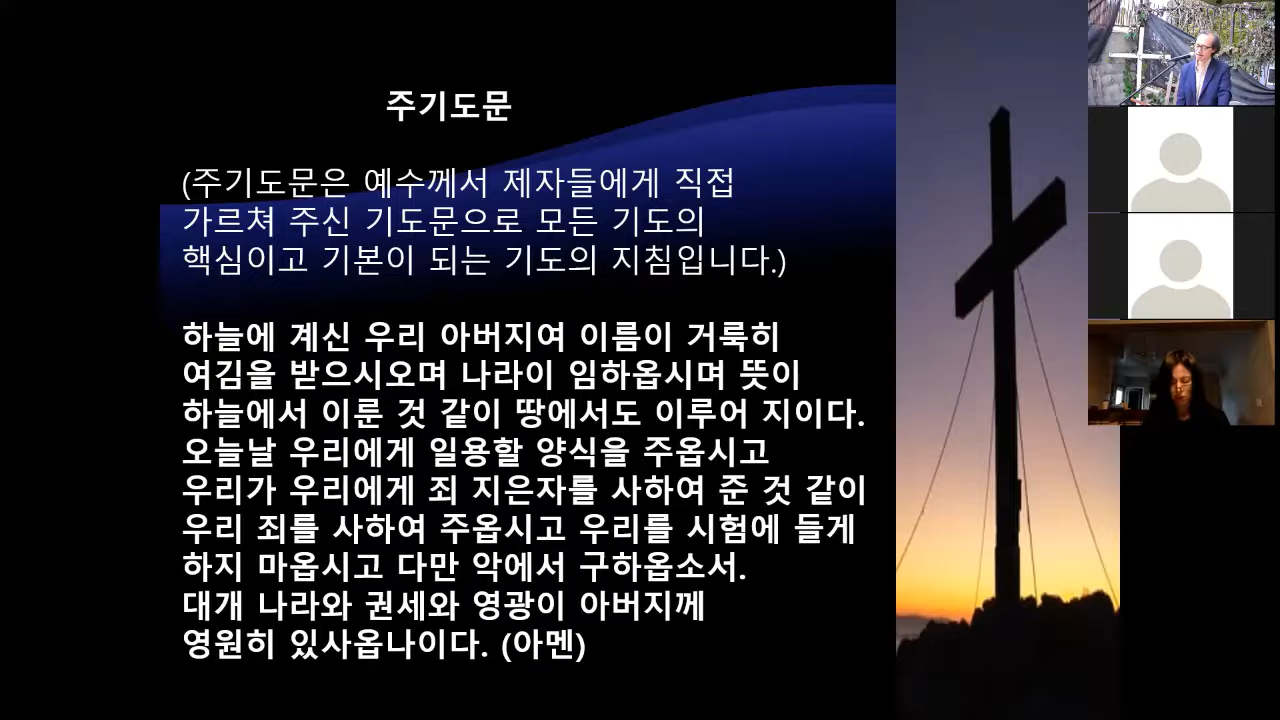 주기도문
(주기도문은 예수께서 제자들에게 직접
가르쳐 주신 기도문으로 모든 기도의
핵심이고 기본이 되는 기도의 지침입니다.)
하늘에 계신 우리 아버지여 이름이 거룩히
여김을 받으시오며 나라이 임하옵시며 뜻이
하늘에서 이룬 것 같이 땅에서도 이루어 지이다.
오늘날 우리에게 일용할 양식을 주옵시고
우리가 우리에게 죄 지은자를 사하여 준 것 같이
우리 죄를 사하여 주옵시고 우리를 시험에 들게
하지 마옵시고 다만 악에서 구하옵소서.
대개 나라와 권세와 영광이 아버지께
영원히 있사옵나이다. (아멘)